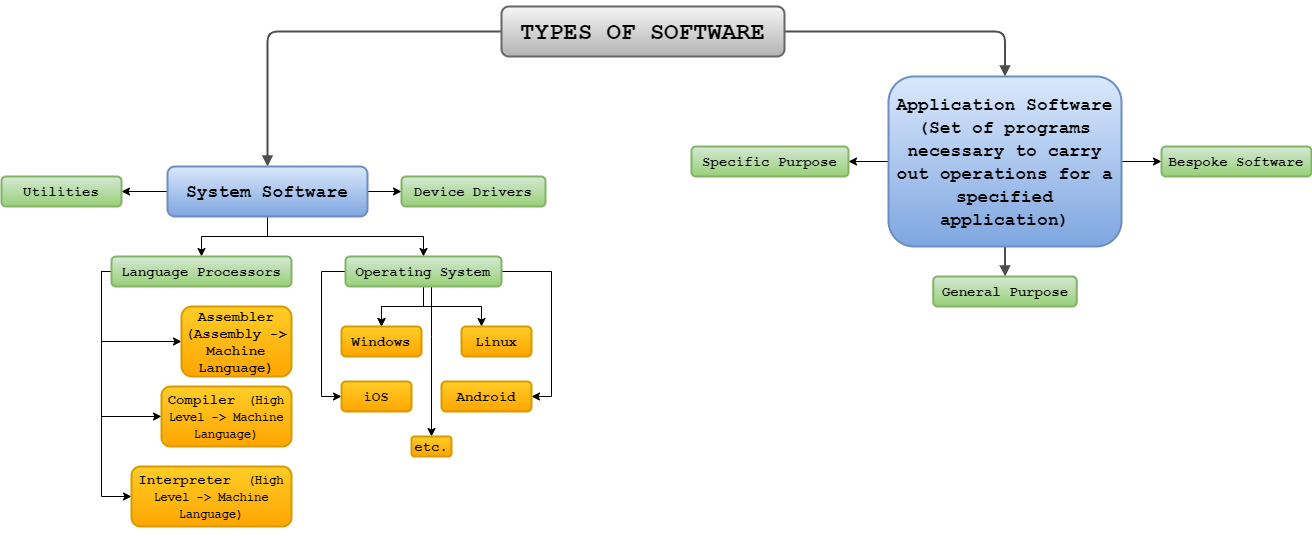 TYPES OF SOFTWARE
Application Software
(Set of programs
necessary to carry
out operations for a
specified
application)
Specific Purpose
Bespoke Software
General Purpose
Utilities
System Software
Device Drivers
Language Processors
Operating System
Assembler
(Assembly ->
Machine
Language)
Compiler (High
Level -> Machine
Language)
Interpreter (High
Level -> Machine
Language)
Windows
Linux
iOS
Android
etc.